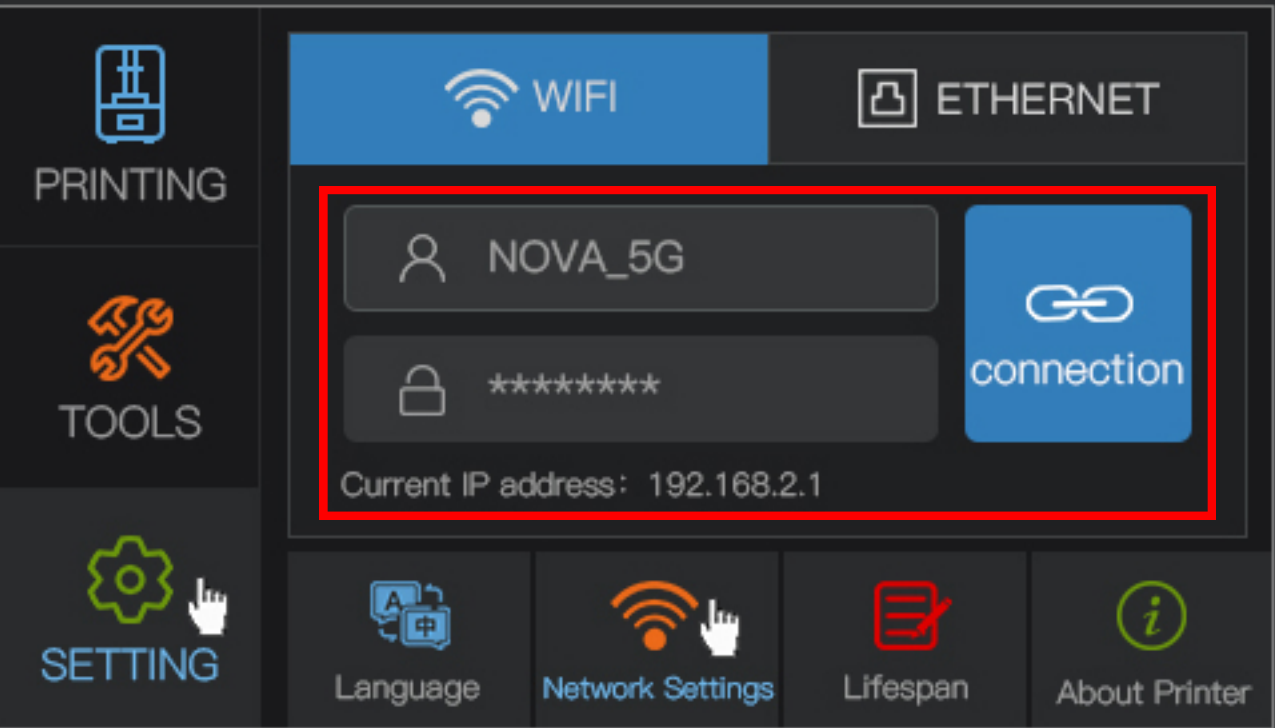 PRINTING
TOOLS
SETTING
WIFI
ETHERNET
NOVA_5G
********
connection
Current IP address: 192.168.2.1
A
中
Language
Network Settings
Lifespan
i
About Printer